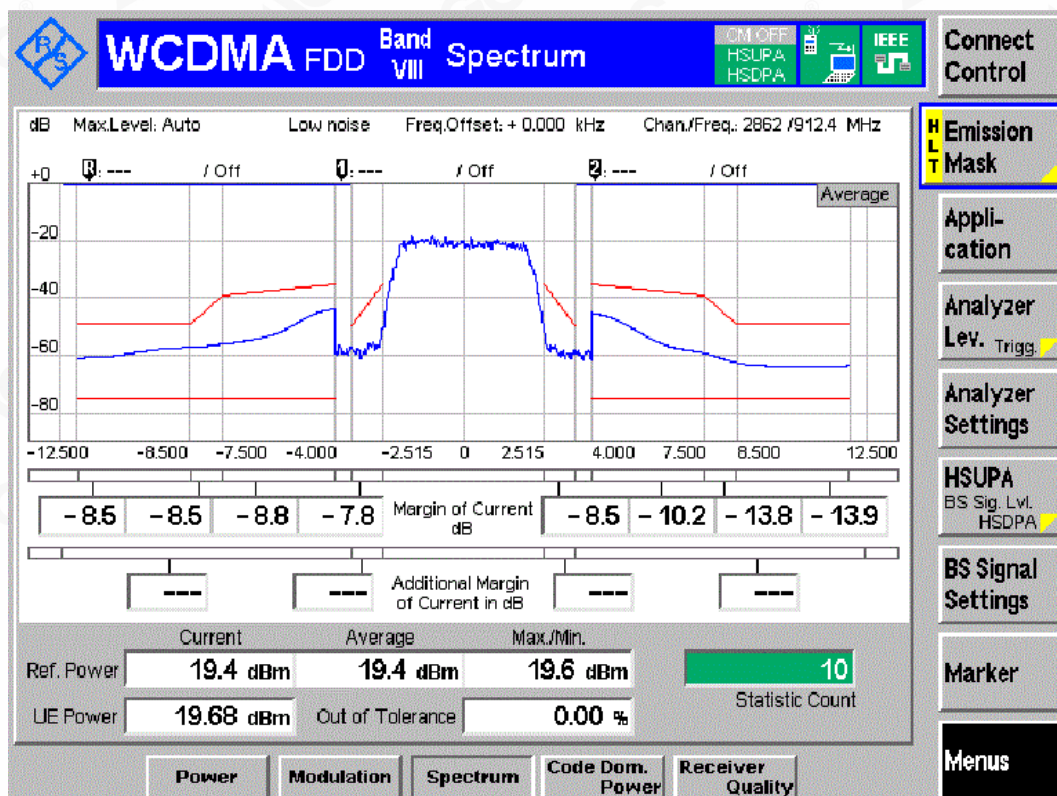 R S
WCDMA FDD Band VIII Spectrum
CM OFF
HSUPA
HSDPA
IEEE
Connect Control
dB Max.Level: Auto Low noise Freq.Offset: + 0.000 kHz Chan./Freq.: 2862 /912.4 MHz
HLT Emission Mask
+0 R: --- / Off 1: --- / Off 2: --- / Off
Average
-20
-40
-60
-80
-12.500 -8.500 -7.500 -4.000 -2.515 0 2.515 4.000 7.500 8.500 12.500
Appli-
cation
Analyzer
Lev. Trigg.
Analyzer
Settings
HSUPA
BS Sig. Lvl.
HSDPA
- 8.5 - 8.5 - 8.8 - 7.8 Margin of Current dB - 8.5 - 10.2 - 13.8 - 13.9
--- --- Additional Margin of Current in dB --- ---
BS Signal
Settings
Current Average Max./Min.
Ref. Power 19.4 dBm 19.4 dBm 19.6 dBm 10
Statistic Count
UE Power 19.68 dBm Out of Tolerance 0.00 %
Marker
Menus
Power Modulation Spectrum Code Dom. Power Receiver Quality